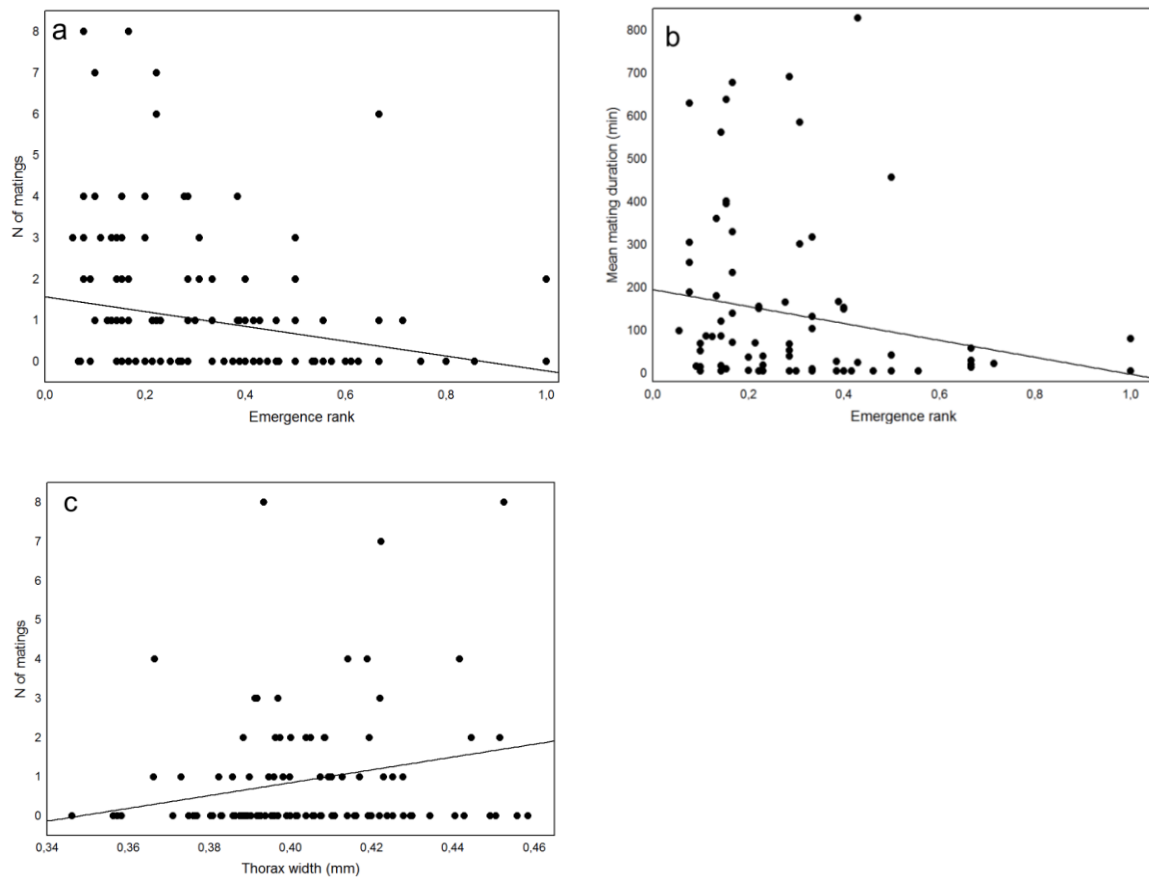 a
8
7
6
5
4
3
2
1
0
N of matings
0,0 0,2 0,4 0,6 0,8 1,0
Emergence rank
b
800
700
600
500
400
300
200
100
0
Mean mating duration (min)
0,0 0,2 0,4 0,6 0,8 1,0
Emergence rank
c
8
7
6
5
4
3
2
1
0
N of matings
0,34 0,36 0,38 0,40 0,42 0,44 0,46
Thorax width (mm)